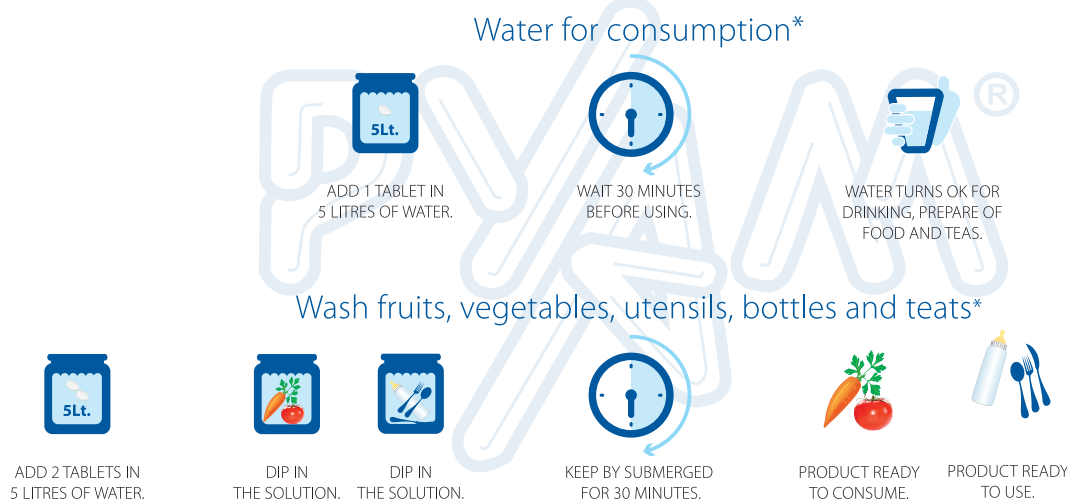 Water for consumption*
5Lt.
ADD 1 TABLET IN
5 LITRES OF WATER.
WAIT 30 MINUTES
BEFORE USING.
WATER TURNS OK FOR
DRINKING, PREPARE OF
FOOD AND TEAS.
PYAM®
Wash fruits, vegetables, utensils, bottles and teats*
5Lt.
ADD 2 TABLETS IN
5 LITRES OF WATER.
DIP IN
THE SOLUTION.
DIP IN
THE SOLUTION.
KEEP BY SUBMERGED
FOR 30 MINUTES.
PRODUCT READY
TO CONSUME.
PRODUCT READY
TO USE.